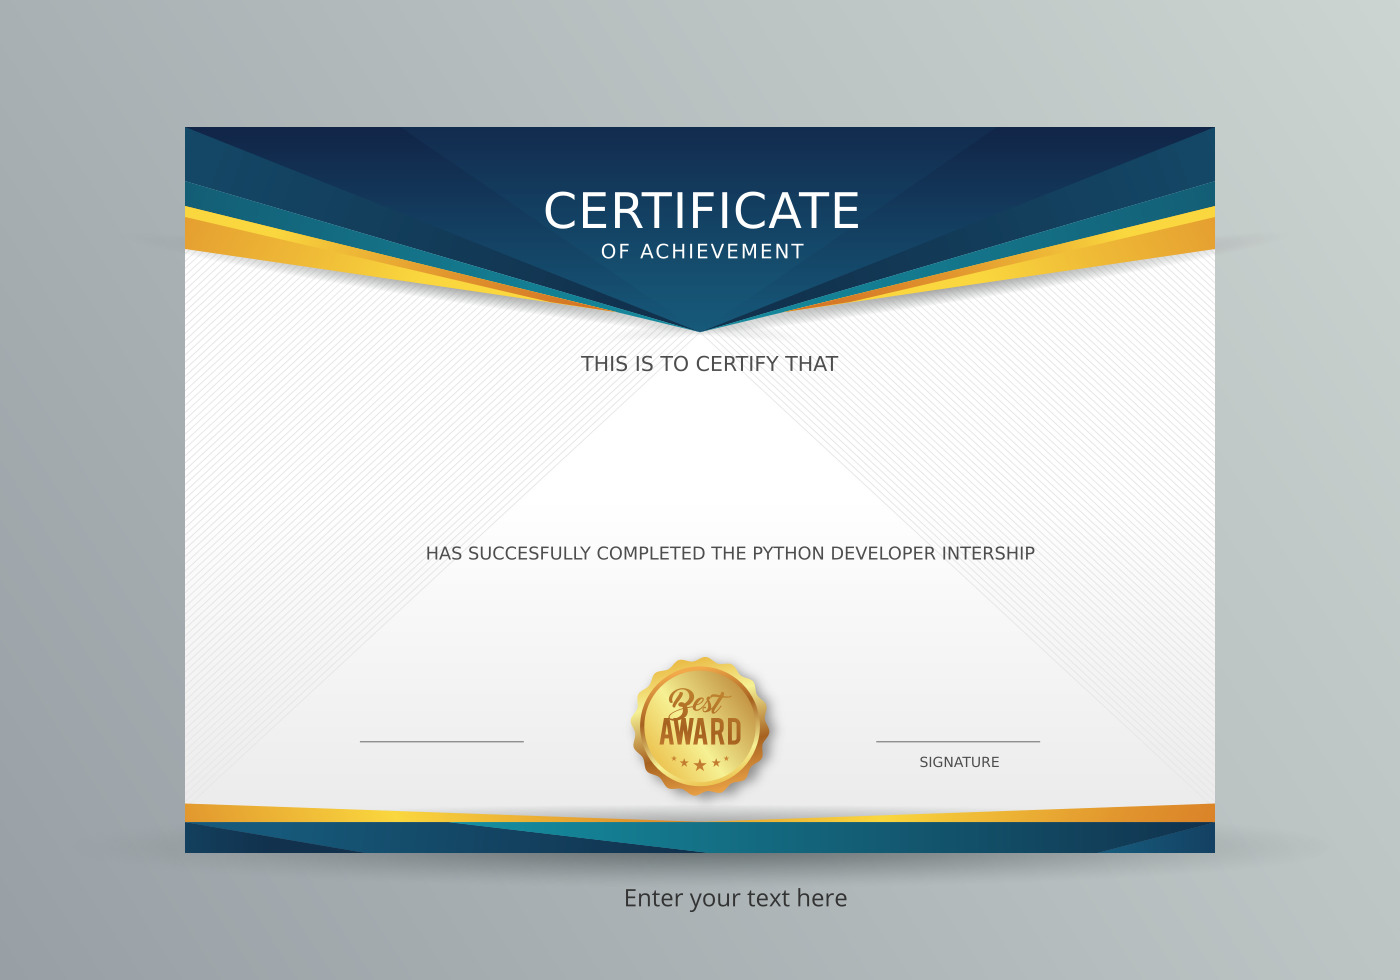 CERTIFICATE
OF ACHIEVEMENT
THIS IS TO CERTIFY THAT
HAS SUCCESFULLY COMPLETED THE PYTHON DEVELOPER INTERSHIP
Best
AWARD
SIGNATURE
Enter your text here